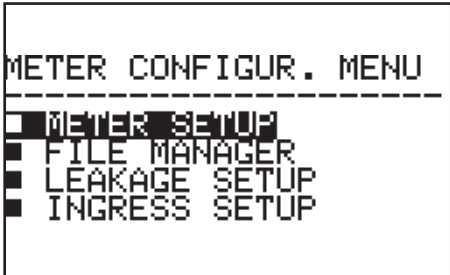 METER CONFIGUR. MENU
METER SETUP
FILE MANAGER
LEAKAGE SETUP
INGRESS SETUP